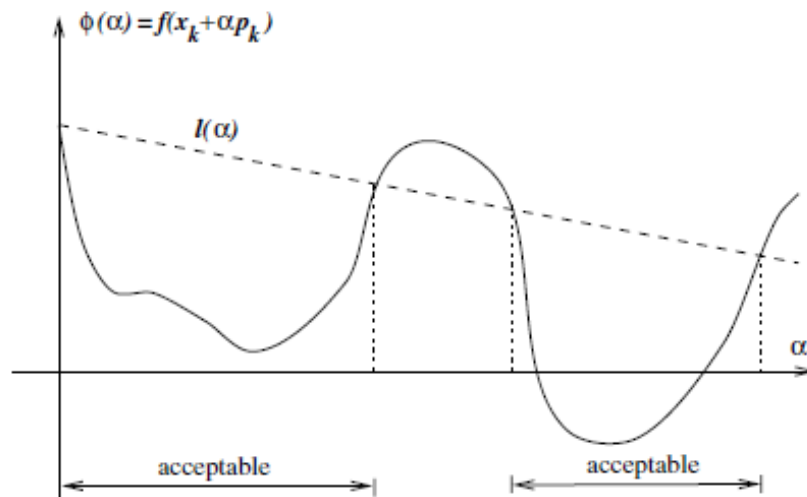 ϕ(α) = f(x_k + αp_k)
l(α)
α
acceptable
acceptable